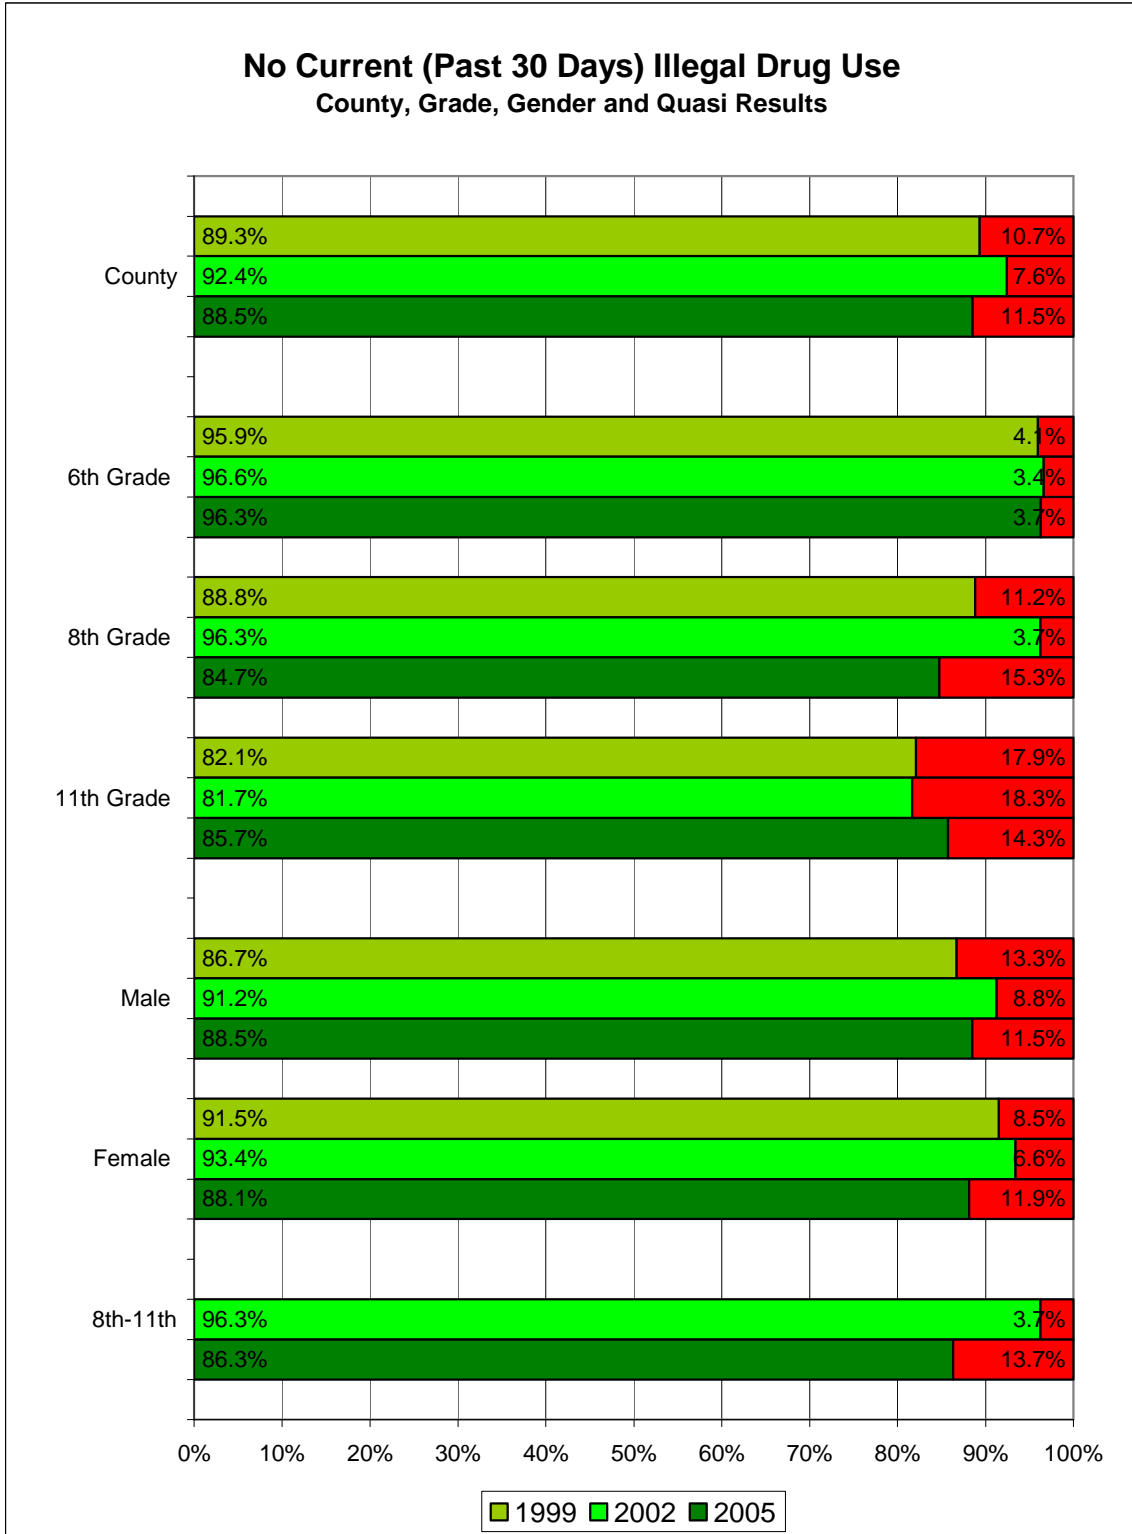 No Current (Past 30 Days) Illegal Drug Use
County, Grade, Gender and Quasi Results
89.3% 10.7%
County 92.4% 7.6%
88.5% 11.5%
95.9% 4.1%
6th Grade 96.6% 3.4%
96.3% 3.7%
88.8% 11.2%
8th Grade 96.3% 3.7%
84.7% 15.3%
82.1% 17.9%
11th Grade 81.7% 18.3%
85.7% 14.3%
86.7% 13.3%
Male 91.2% 8.8%
88.5% 11.5%
91.5% 8.5%
Female 93.4% 6.6%
88.1% 11.9%
8th-11th 96.3% 3.7%
86.3% 13.7%
0% 10% 20% 30% 40% 50% 60% 70% 80% 90% 100%
1999 2002 2005